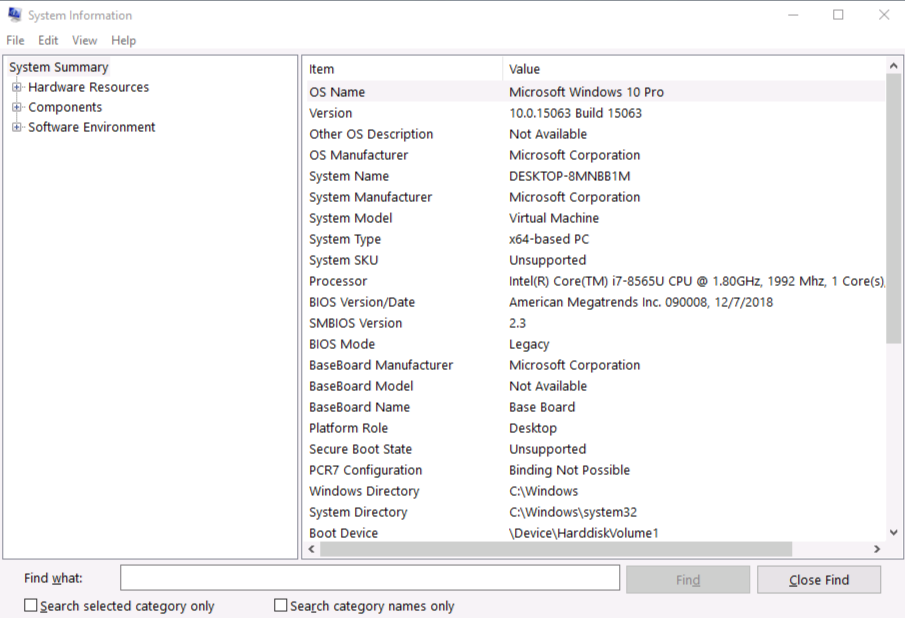 System Information
File Edit View Help
System Summary
Hardware Resources
Components
Software Environment
Item Value
OS Name Microsoft Windows 10 Pro
Version 10.0.15063 Build 15063
Other OS Description Not Available
OS Manufacturer Microsoft Corporation
System Name DESKTOP-8MNBB1M
System Manufacturer Microsoft Corporation
System Model Virtual Machine
System Type x64-based PC
System SKU Unsupported
Processor Intel(R) Core(TM) i7-8565U CPU @ 1.80GHz, 1992 Mhz, 1 Core(s),
BIOS Version/Date American Megatrends Inc. 090008, 12/7/2018
SMBIOS Version 2.3
BIOS Mode Legacy
BaseBoard Manufacturer Microsoft Corporation
BaseBoard Model Not Available
BaseBoard Name Base Board
Platform Role Desktop
Secure Boot State Unsupported
PCR7 Configuration Binding Not Possible
Windows Directory C:\Windows
System Directory C:\Windows\system32
Boot Device \Device\HarddiskVolume1
Find what: Find Close Find
Search selected category only Search category names only